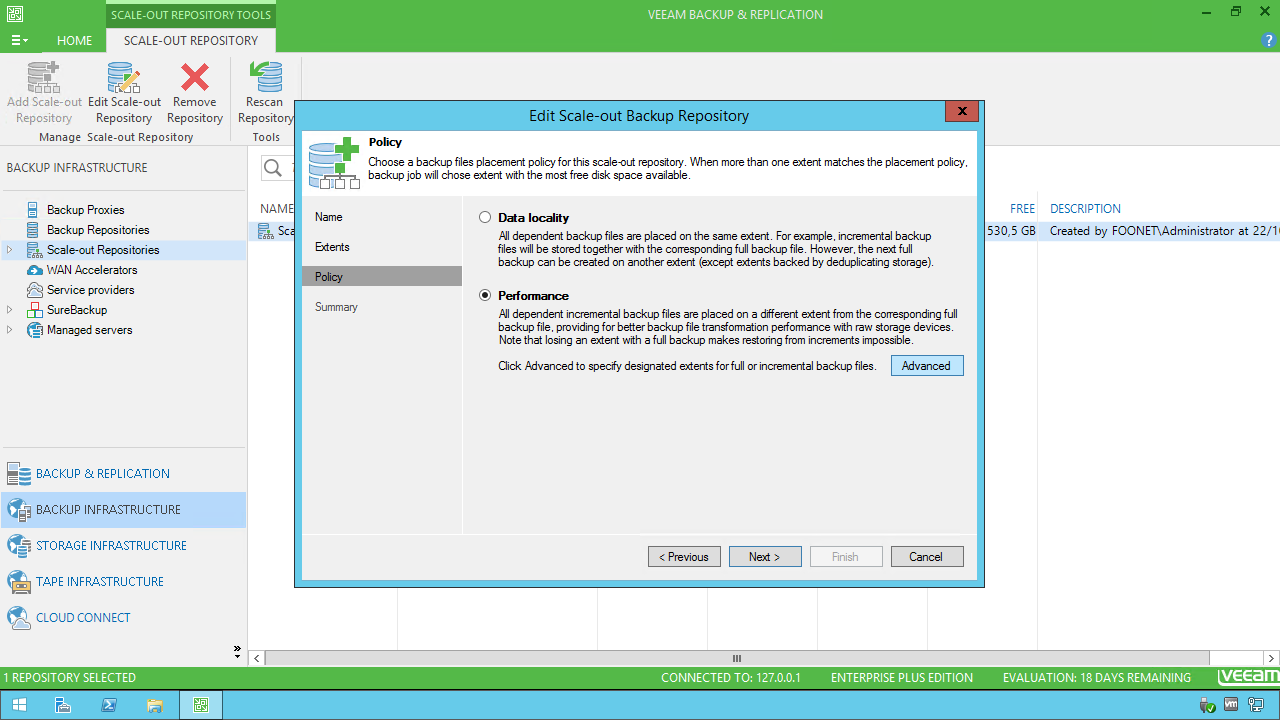 SCALE-OUT REPOSITORY TOOLS
VEEAM BACKUP & REPLICATION
HOME
SCALE-OUT REPOSITORY
Add Scale-out Repository
Edit Scale-out Repository
Remove Repository
Rescan Repository
Manage Scale-out Repository
Tools
BACKUP INFRASTRUCTURE
Backup Proxies
Backup Repositories
Scale-out Repositories
WAN Accelerators
Service providers
SureBackup
Managed servers
BACKUP & REPLICATION
BACKUP INFRASTRUCTURE
STORAGE INFRASTRUCTURE
TAPE INFRASTRUCTURE
CLOUD CONNECT
NAME
FREE
DESCRIPTION
Sca
530,5 GB
Created by FOONET\Administrator at 22/10
Edit Scale-out Backup Repository
Policy
Choose a backup files placement policy for this scale-out repository. When more than one extent matches the placement policy,
backup job will chose extent with the most free disk space available.
Name
Extents
Policy
Summary
Data locality
All dependent backup files are placed on the same extent. For example, incremental backup
files will be stored together with the corresponding full backup file. However, the next full
backup can be created on another extent (except extents backed by deduplicating storage).
Performance
All dependent incremental backup files are placed on a different extent from the corresponding full
backup file, providing for better backup file transformation performance with raw storage devices.
Note that losing an extent with a full backup makes restoring from increments impossible.
Click Advanced to specify designated extents for full or incremental backup files.
Advanced
< Previous
Next >
Finish
Cancel
1 REPOSITORY SELECTED
CONNECTED TO: 127.0.0.1
ENTERPRISE PLUS EDITION
EVALUATION: 18 DAYS REMAINING
veeam
vm